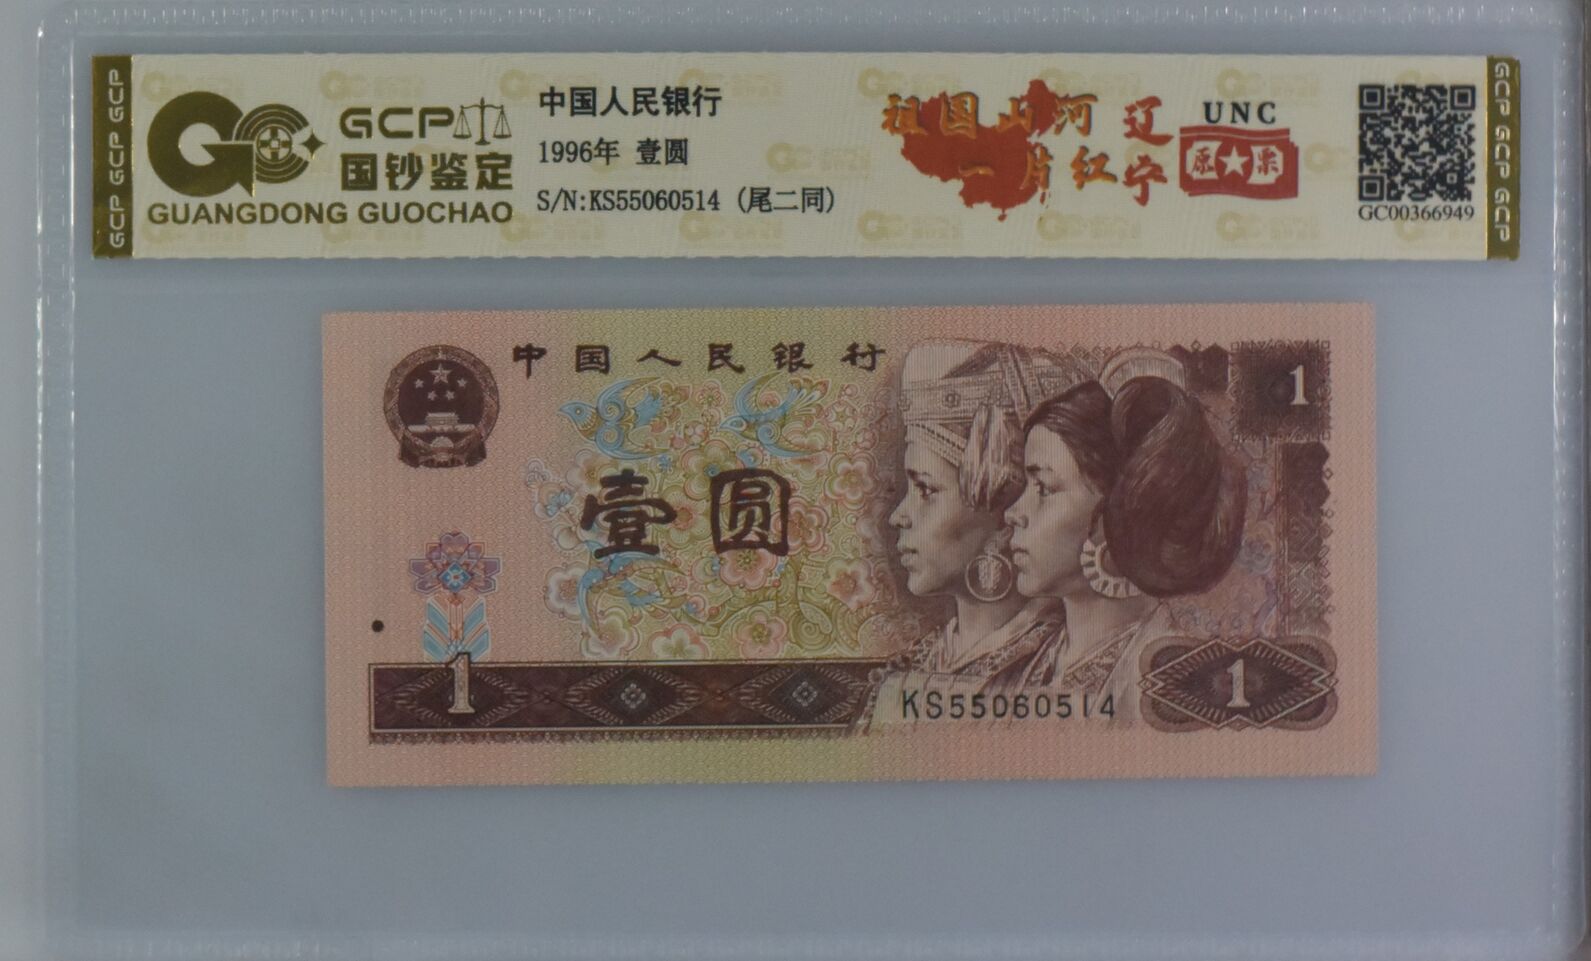 GCP GCP GCP
GCP
国钞鉴定
GUANGDONG GUOCHAO
中国人民银行
1996年 壹圆
S/N:KS55060514 (尾二同)
祖国山河
一片红
辽宁
UNC
原★票
GC00366949
GCP GCP GCP
中国人民银行
1
壹圆
1
KS55060514
1